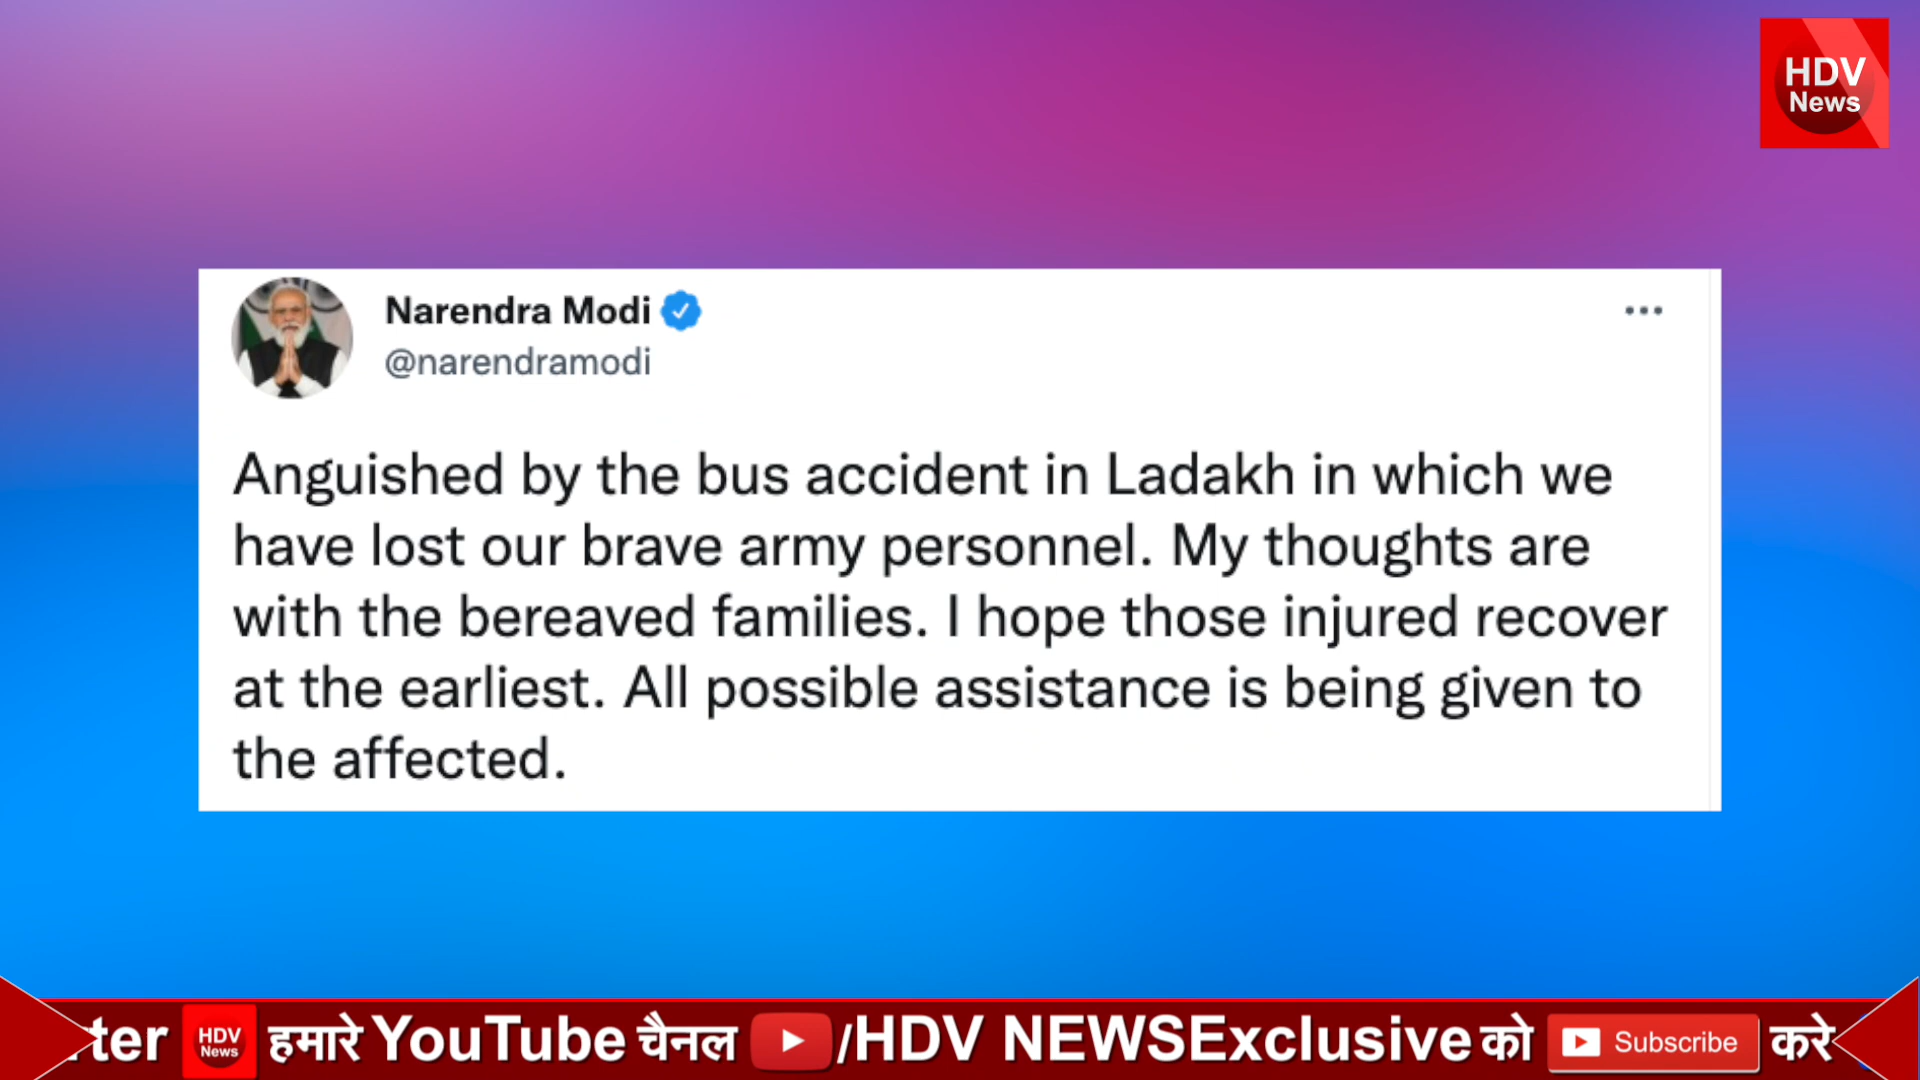 HDV
News
Narendra Modi
@narendramodi
Anguished by the bus accident in Ladakh in which we
have lost our brave army personnel. My thoughts are
with the bereaved families. I hope those injured recover
at the earliest. All possible assistance is being given to
the affected.
ter HDV News हमारे YouTube चैनल /HDV NEWSExclusive को Subscribe करे